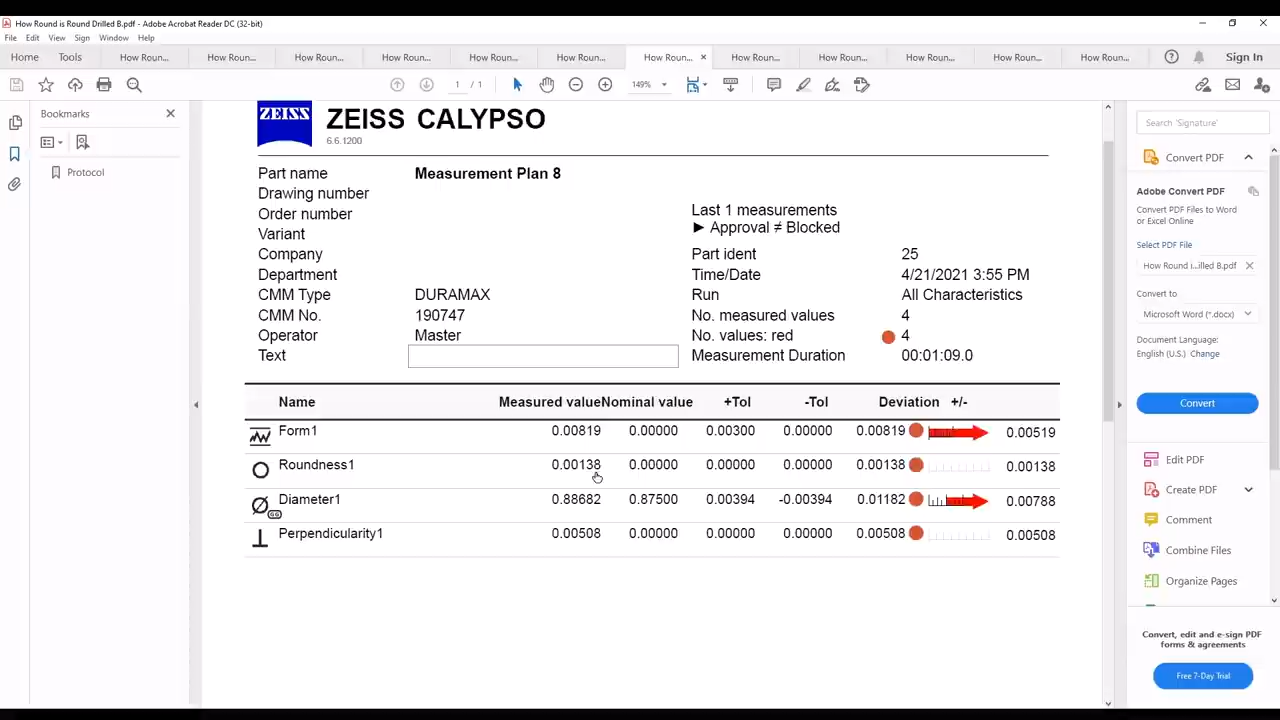 How Round is Round Drilled B.pdf - Adobe Acrobat Reader DC (32-bit)
File Edit View Sign Window Help
Home Tools How Roun... How Roun... How Roun... How Roun... How Roun... How Roun... How Roun... × How Roun... How Roun... How Roun... How Roun... How Roun... Sign In
1 / 1 149%
Bookmarks
Protocol
ZEISS
ZEISS CALYPSO
6.6.1200
Part name Measurement Plan 8
Drawing number
Order number
Variant
Company
Department
CMM Type DURAMAX
CMM No. 190747
Operator Master
Text
Last 1 measurements
► Approval ≠ Blocked
Part ident 25
Time/Date 4/21/2021 3:55 PM
Run All Characteristics
No. measured values 4
No. values: red 4
Measurement Duration 00:01:09.0
Name Measured value Nominal value +Tol -Tol Deviation +/-
Form1 0.00819 0.00000 0.00300 0.00000 0.00819 0.00519
Roundness1 0.00138 0.00000 0.00000 0.00000 0.00138 0.00138
Diameter1 0.88682 0.87500 0.00394 -0.00394 0.01182 0.00788
Perpendicularity1 0.00508 0.00000 0.00000 0.00000 0.00508 0.00508
Search 'Signature'
Convert PDF
Adobe Convert PDF
Convert PDF Files to Word
or Excel Online
Select PDF File
How Round i...illed B.pdf
Convert to
Microsoft Word (*.docx)
Document Language:
English (U.S.) Change
Convert
Edit PDF
Create PDF
Comment
Combine Files
Organize Pages
Convert, edit and e-sign PDF
forms & agreements
Free 7-Day Trial